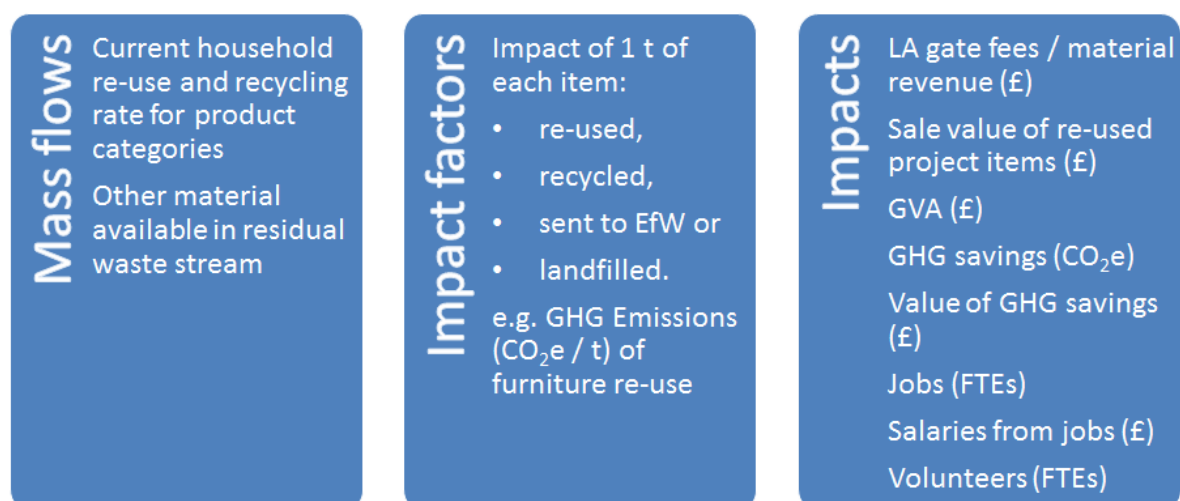 Mass flows
Current household
re-use and recycling
rate for product
categories
Other material
available in residual
waste stream
Impact factors
Impact of 1 t of
each item:
• re-used,
• recycled,
• sent to EfW or
• landfilled.
e.g. GHG Emissions
(CO₂e / t) of
furniture re-use
Impacts
LA gate fees / material
revenue (£)
Sale value of re-used
project items (£)
GVA (£)
GHG savings (CO₂e)
Value of GHG savings
(£)
Jobs (FTEs)
Salaries from jobs (£)
Volunteers (FTEs)